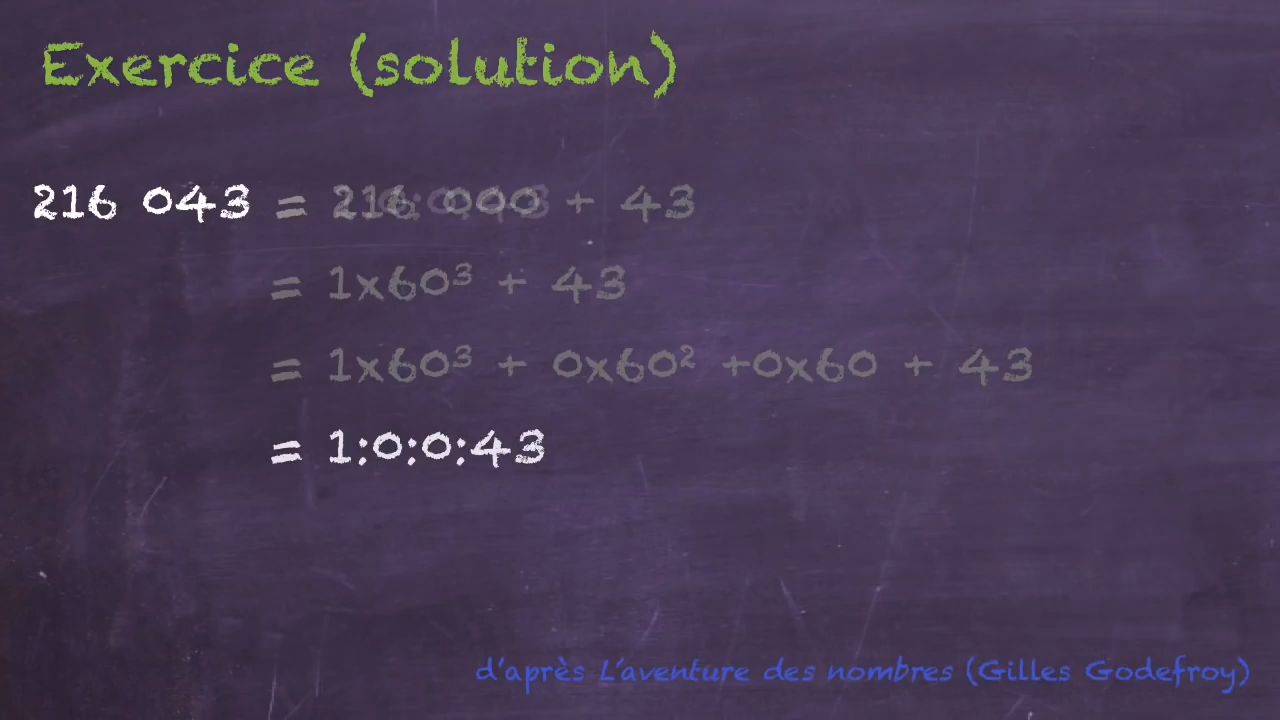 Exercice (solution)
216 043 = 216 000 + 43
= 1x60³ + 43
= 1x60³ + 0x60² +0x60 + 43
= 1:0:0:43
d'après L'aventure des nombres (Gilles Godefroy)